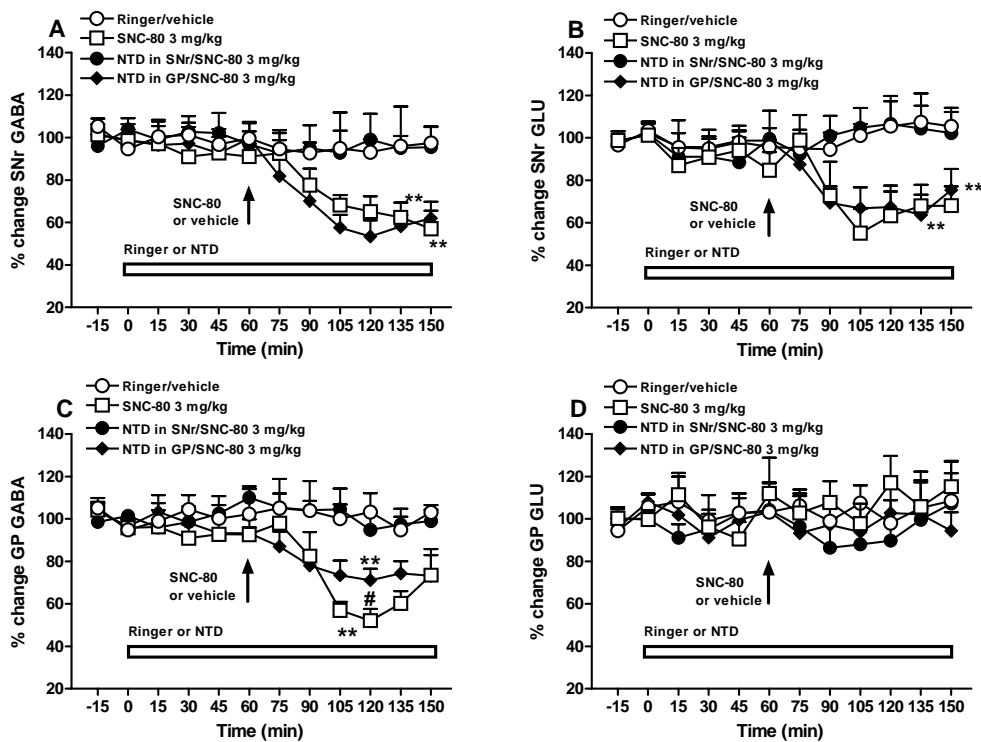 A
Ringer/vehicle
SNC-80 3 mg/kg
NTD in SNr/SNC-80 3 mg/kg
NTD in GP/SNC-80 3 mg/kg
% change SNr GABA
140
120
100
80
60
40
20
SNC-80
or vehicle
**
**
Ringer or NTD
-15 0 15 30 45 60 75 90 105 120 135 150
Time (min)
B
Ringer/vehicle
SNC-80 3 mg/kg
NTD in SNr/SNC-80 3 mg/kg
NTD in GP/SNC-80 3 mg/kg
% change SNr GLU
140
120
100
80
60
40
20
SNC-80
or vehicle
**
**
Ringer or NTD
-15 0 15 30 45 60 75 90 105 120 135 150
Time (min)
C
Ringer/vehicle
SNC-80 3 mg/kg
NTD in SNr/SNC-80 3 mg/kg
NTD in GP/SNC-80 3 mg/kg
% change GP GABA
140
120
100
80
60
40
20
SNC-80
or vehicle
**
#
**
Ringer or NTD
-15 0 15 30 45 60 75 90 105 120 135 150
Time (min)
D
Ringer/vehicle
SNC-80 3 mg/kg
NTD in SNr/SNC-80 3 mg/kg
NTD in GP/SNC-80 3 mg/kg
% change GP GLU
140
120
100
80
60
40
20
SNC-80
or vehicle
Ringer or NTD
-15 0 15 30 45 60 75 90 105 120 135 150
Time (min)